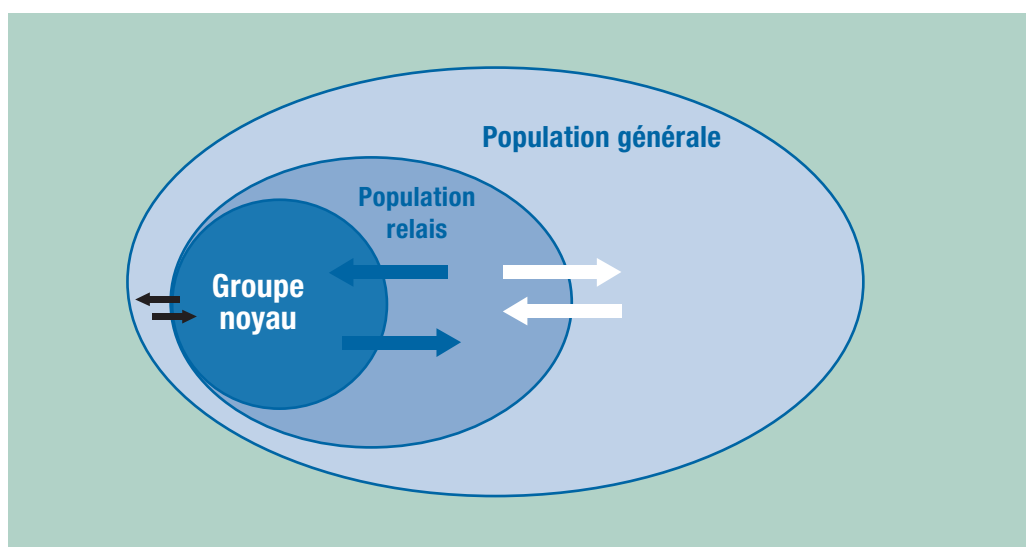 Population générale
Population
relais
Groupe
noyau